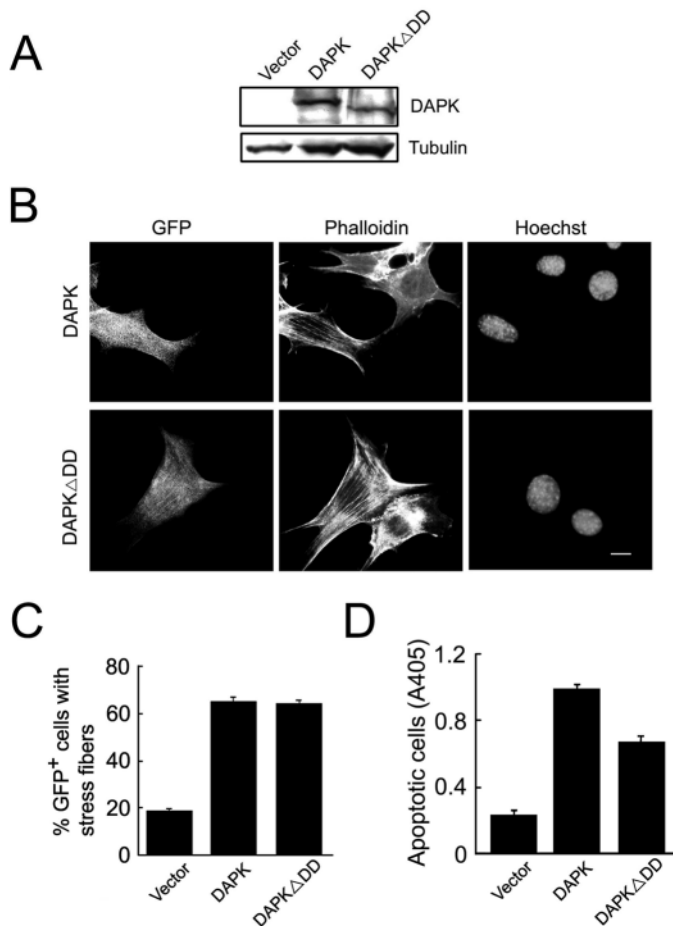 A
Vector
DAPK
DAPK△DD
DAPK
Tubulin
B
GFP
Phalloidin
Hoechst
DAPK
DAPK△DD
C
% GFP+ cells with
stress fibers
80
60
40
20
0
Vector
DAPK
DAPK△DD
D
Apoptotic cells (A405)
1.2
0.8
0.4
0
Vector
DAPK
DAPK△DD